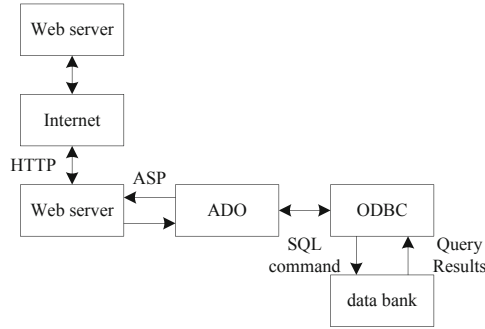 Web server
Internet
HTTP
ASP
Web server
ADO
ODBC
SQL
command
Query
Results
data bank